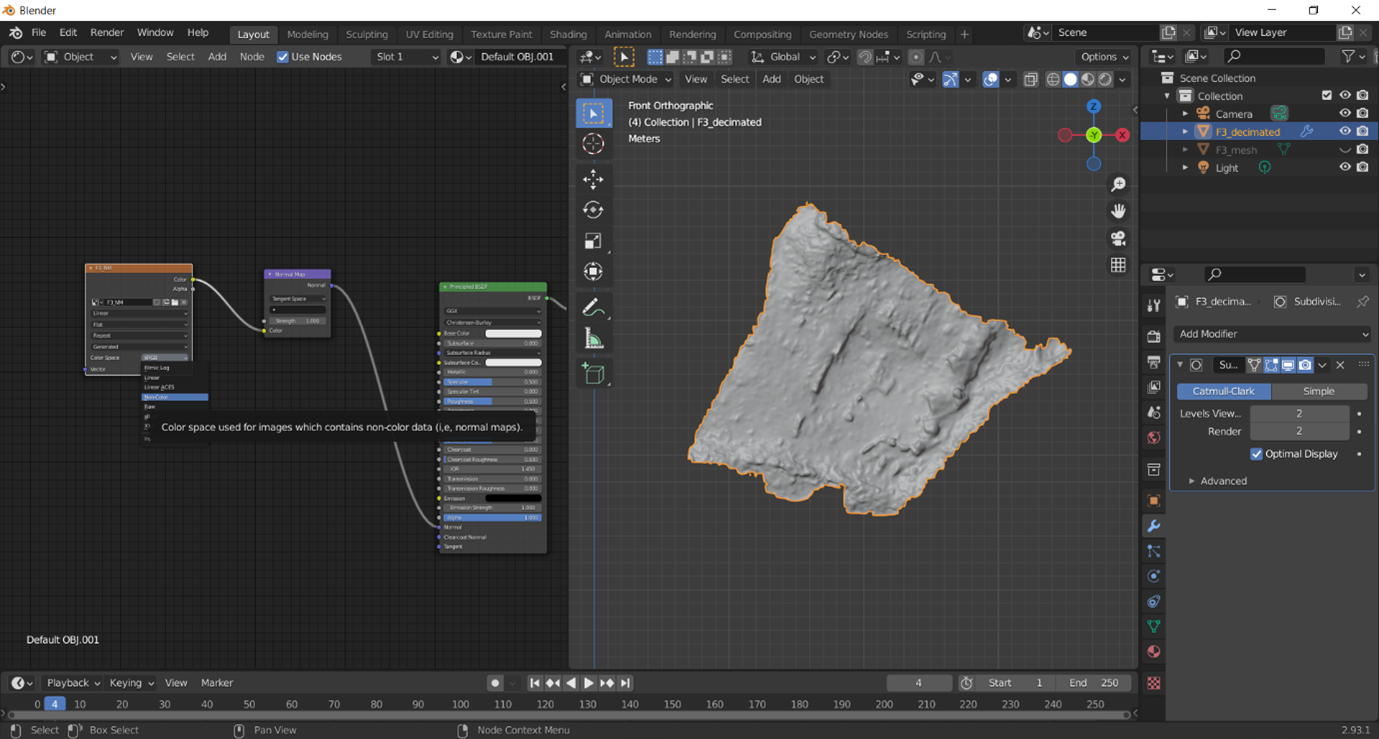 Blender
File Edit Render Window Help Layout Modeling Sculpting UV Editing Texture Paint Shading Animation Rendering Compositing Geometry Nodes Scripting + Scene View Layer
Object View Select Add Node Use Nodes Slot 1 Default OBJ.001 Global Options
Object Mode View Select Add Object
Front Orthographic
(4) Collection | F3_decimated
Meters
Z
-Y X
Scene Collection
Collection
Camera
F3_decimated
F3_mesh
Light
F3_NM
Color
Alpha
F3_NM
Linear
Flat
Repeat
Generated
Color Space sRGB
Vector
Filmic Log
Linear
Linear ACES
Non-Color
Raw
Color space used for images which contains non-color data (i,e, normal maps).
Normal Map
Normal
Tangent Space
Strength 1.000
Color
Principled BSDF
BSDF
GGX
Christensen-Burley
Base Color
Subsurface 0.000
Subsurface Radius
Subsurface Co...
Metallic 0.000
Specular 0.500
Specular Tint 0.000
Roughness 0.500
Clearcoat 0.000
Clearcoat Roughness 0.030
IOR 1.450
Transmission 0.000
Transmission Roughness 0.000
Emission
Emission Strength 1.000
Alpha 1.000
Normal
Clearcoat Normal
Tangent
Default OBJ.001
F3_decima... Subdivisi...
Add Modifier
Su...
Catmull-Clark Simple
Levels View... 2
Render 2
Optimal Display
Advanced
Playback Keying View Marker 4 Start 1 End 250
0 4 10 20 30 40 50 60 70 80 90 100 110 120 130 140 150 160 170 180 190 200 210 220 230 240 250
Select Box Select Pan View Node Context Menu 2.93.1